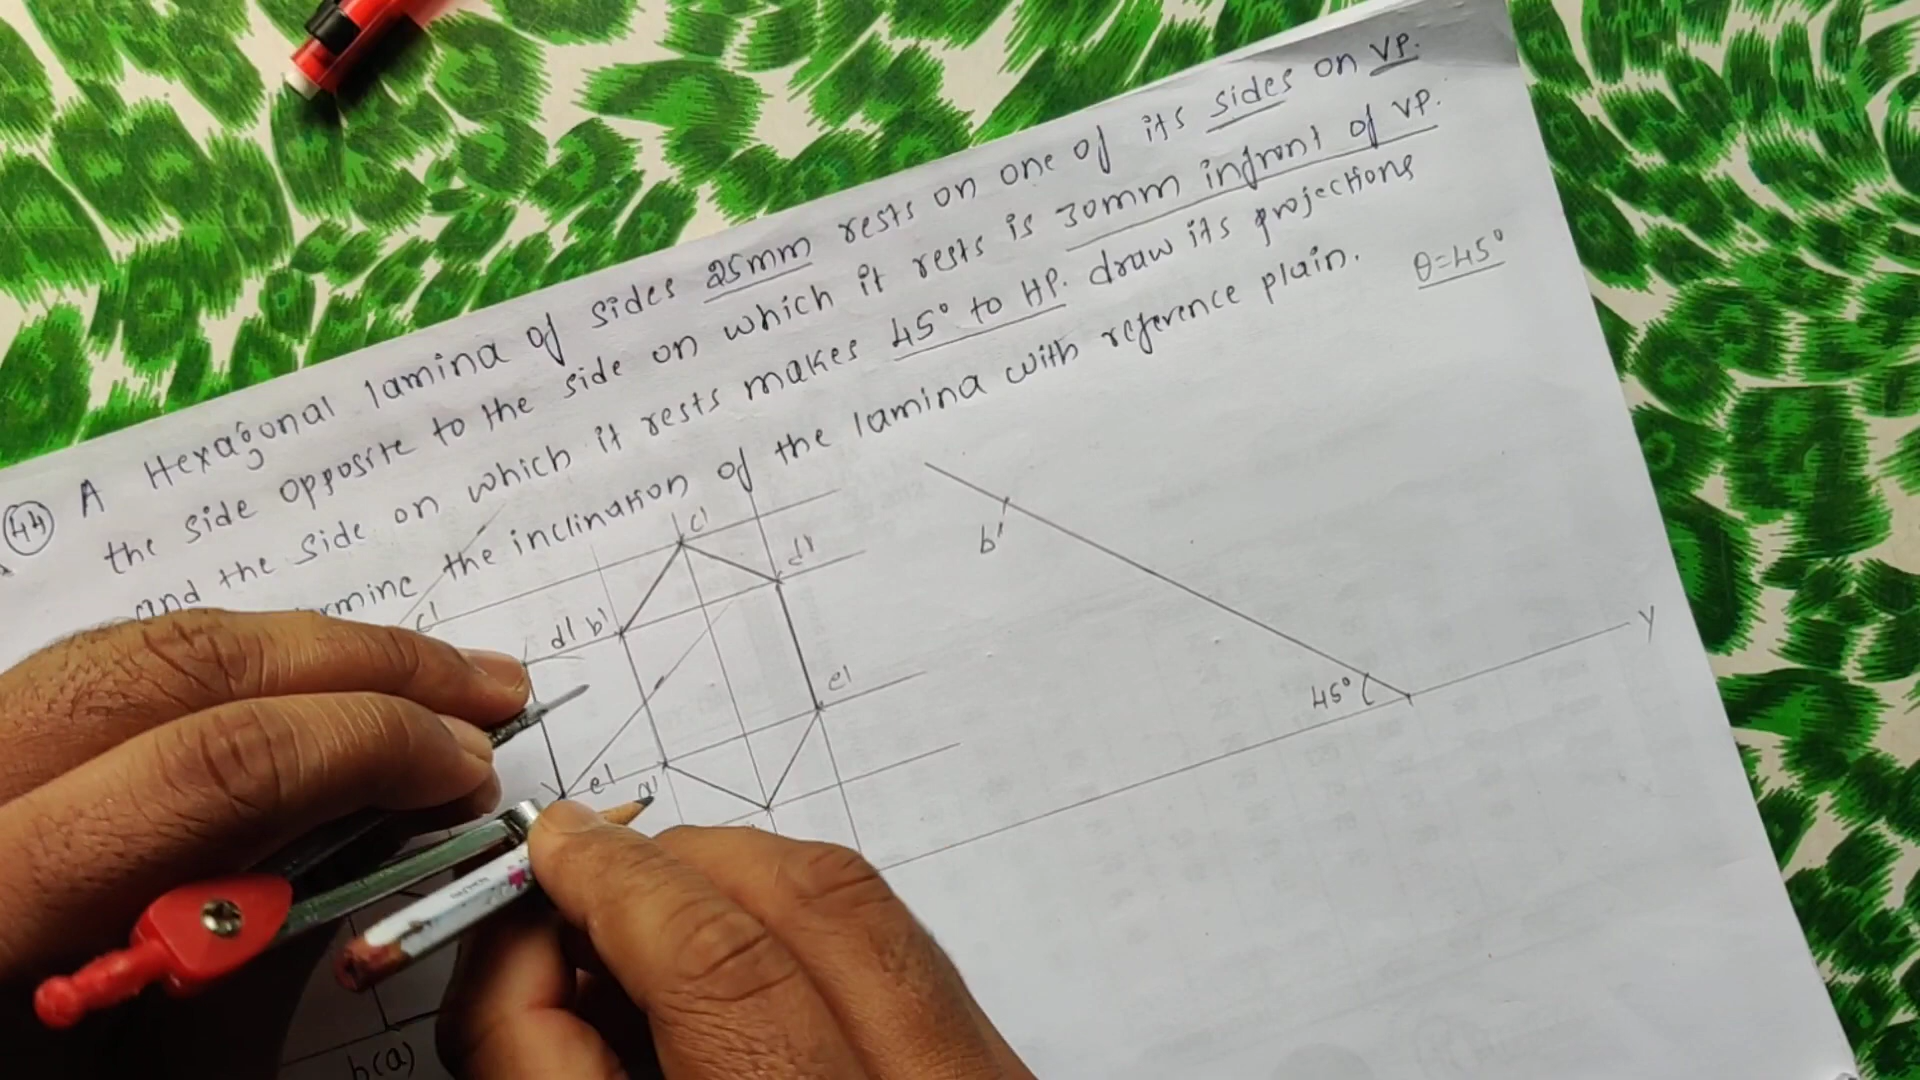 44 A Hexagonal lamina of sides 25mm rests on one of its sides on VP.
the side opposite to the side on which it rests is 30mm infront of VP.
and the side on which it rests makes 45° to HP. draw its projections
the inclination of the lamina with reference plain.
θ=45°
c'
c'
d'
d'
b'
b'
e'
e'
a'
45°
Y
b(a)